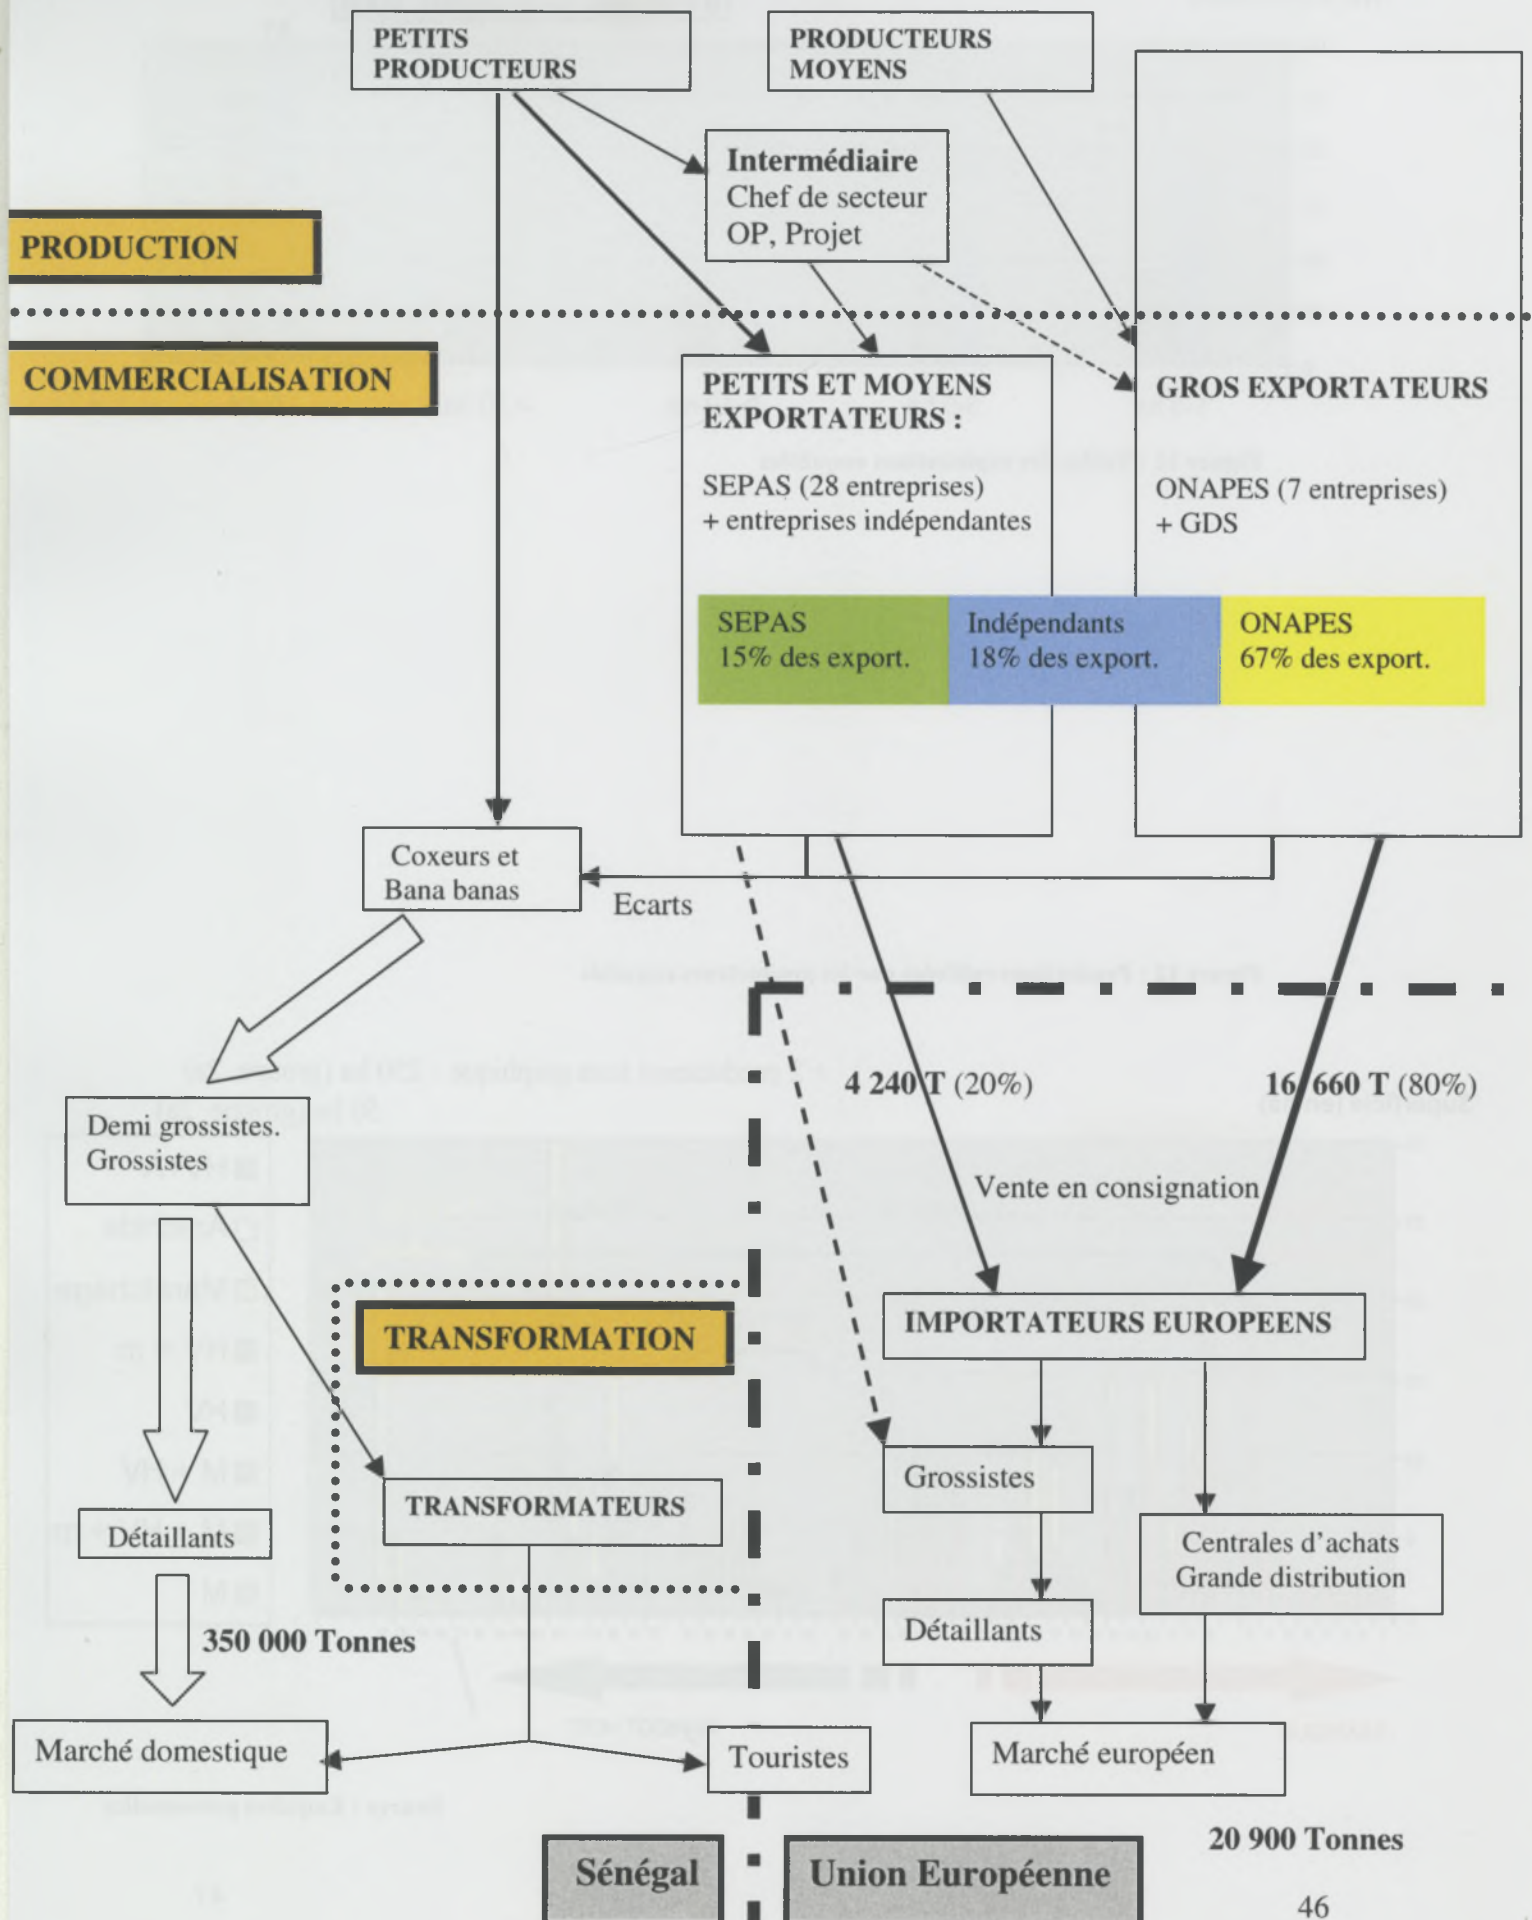 PETITS
PRODUCTEURS
PRODUCTEURS
MOYENS
Intermédiaire
Chef de secteur
OP, Projet
PRODUCTION
COMMERCIALISATION
PETITS ET MOYENS
EXPORTATEURS :
SEPAS (28 entreprises)
+ entreprises indépendantes
GROS EXPORTATEURS
ONAPES (7 entreprises)
+ GDS
SEPAS
15% des export.
Indépendants
18% des export.
ONAPES
67% des export.
Coxeurs et
Bana banas
Ecarts
4 240 T (20%)
16 660 T (80%)
Demi grossistes.
Grossistes
Vente en consignation
TRANSFORMATION
IMPORTATEURS EUROPEENS
TRANSFORMATEURS
Grossistes
Détaillants
Centrales d'achats
Grande distribution
Détaillants
350 000 Tonnes
Marché domestique
Touristes
Marché européen
20 900 Tonnes
Sénégal
Union Européenne
46